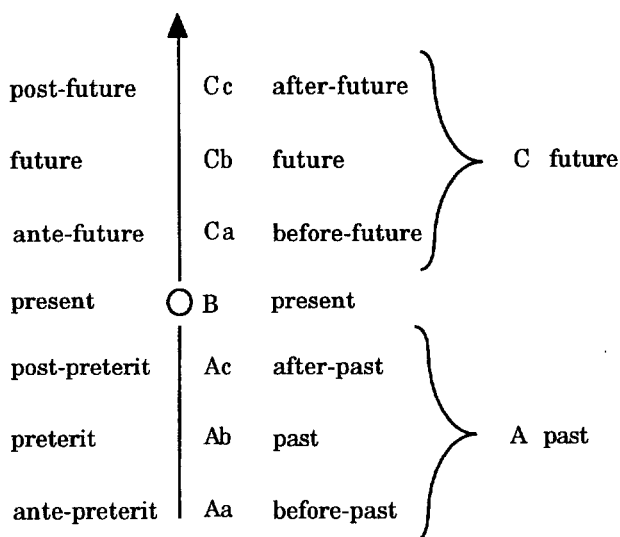 post-future Cc after-future
future Cb future C future
ante-future Ca before-future
present B present
post-preterit Ac after-past
preterit Ab past A past
ante-preterit Aa before-past